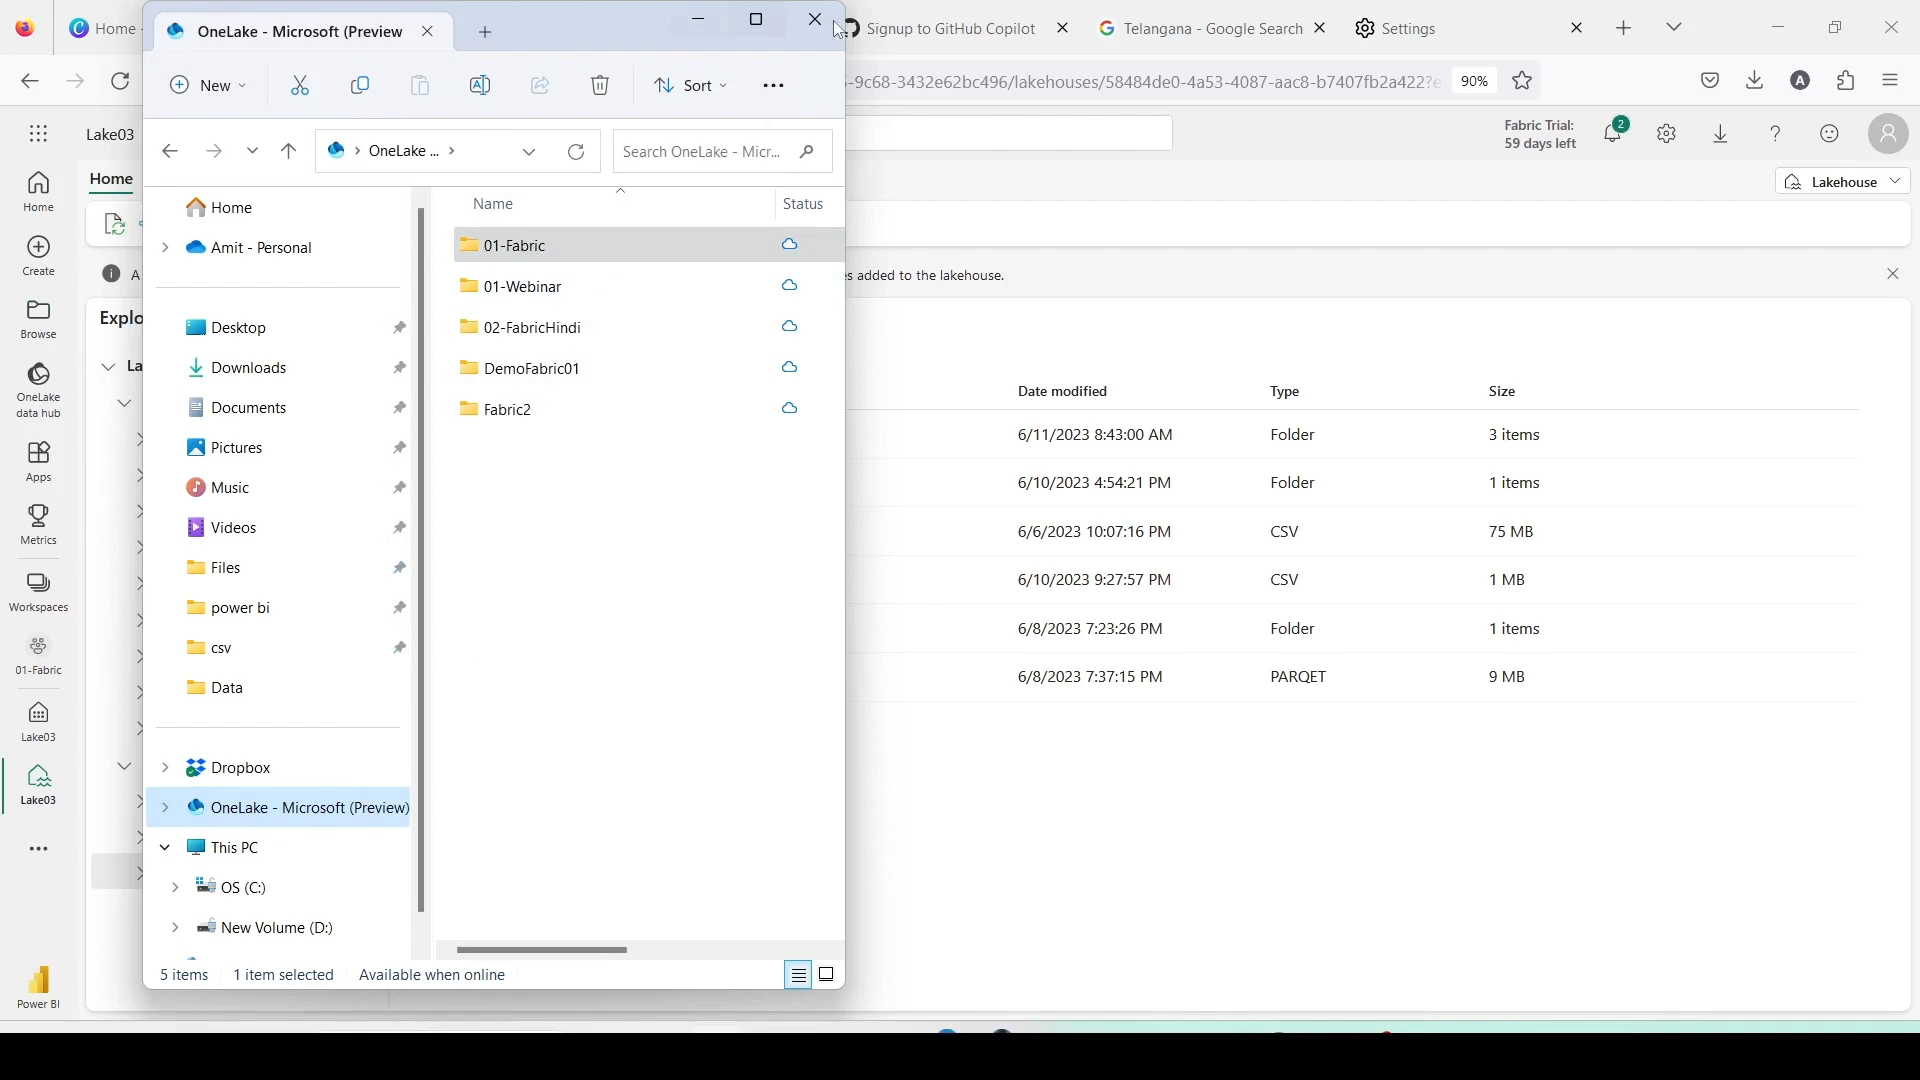 Home
OneLake - Microsoft (Preview
Signup to GitHub Copilot
Telangana - Google Search
Settings
New
Sort
-9c68-3432e62bc496/lakehouses/58484de0-4a53-4087-aac8-b7407fb2a422?e
90%
A
Lake03
OneLake ...
Search OneLake - Micr...
Fabric Trial:
59 days left
2
Home
Lakehouse
Home
Create
Browse
OneLake
data hub
Apps
Metrics
Workspaces
01-Fabric
Lake03
Lake03
Power BI
A
es added to the lakehouse.
Explo
La
Home
Amit - Personal
Desktop
Downloads
Documents
Pictures
Music
Videos
Files
power bi
csv
Data
Dropbox
OneLake - Microsoft (Preview)
This PC
OS (C:)
New Volume (D:)
Name Status
01-Fabric
01-Webinar
02-FabricHindi
DemoFabric01
Fabric2
5 items 1 item selected Available when online
Date modified Type Size
6/11/2023 8:43:00 AM Folder 3 items
6/10/2023 4:54:21 PM Folder 1 items
6/6/2023 10:07:16 PM CSV 75 MB
6/10/2023 9:27:57 PM CSV 1 MB
6/8/2023 7:23:26 PM Folder 1 items
6/8/2023 7:37:15 PM PARQET 9 MB